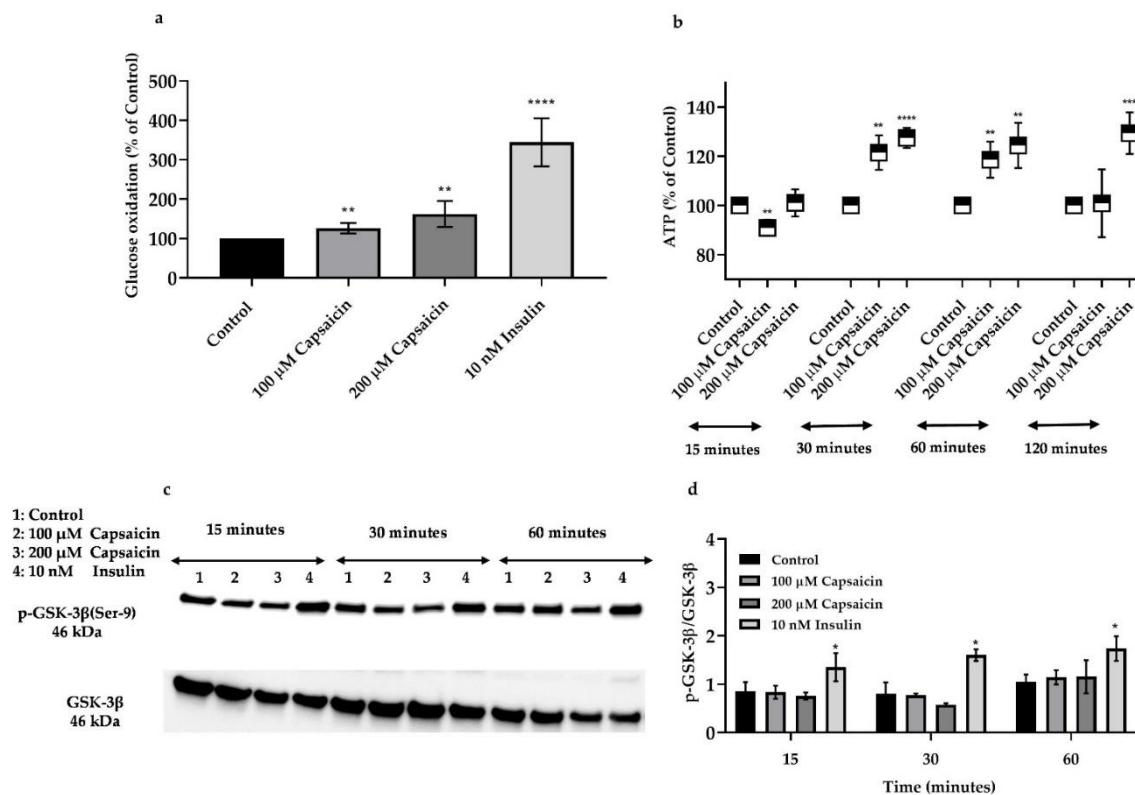 a
Glucose oxidation (% of Control)
500
400
300
200
100
0
**
**
****
Control
100 µM Capsaicin
200 µM Capsaicin
10 nM Insulin
b
ATP (% of Control)
140
120
100
80
**
**
****
**
**
***
Control
100 µM Capsaicin
200 µM Capsaicin
Control
100 µM Capsaicin
200 µM Capsaicin
Control
100 µM Capsaicin
200 µM Capsaicin
Control
100 µM Capsaicin
200 µM Capsaicin
15 minutes
30 minutes
60 minutes
120 minutes
c
1: Control
2: 100 µM Capsaicin
3: 200 µM Capsaicin
4: 10 nM Insulin
15 minutes
30 minutes
60 minutes
1 2 3 4 1 2 3 4 1 2 3 4
p-GSK-3β(Ser-9)
46 kDa
GSK-3β
46 kDa
d
p-GSK-3β/GSK-3β
4
3
2
1
0
Control
100 µM Capsaicin
200 µM Capsaicin
10 nM Insulin
*
*
*
15
30
60
Time (minutes)